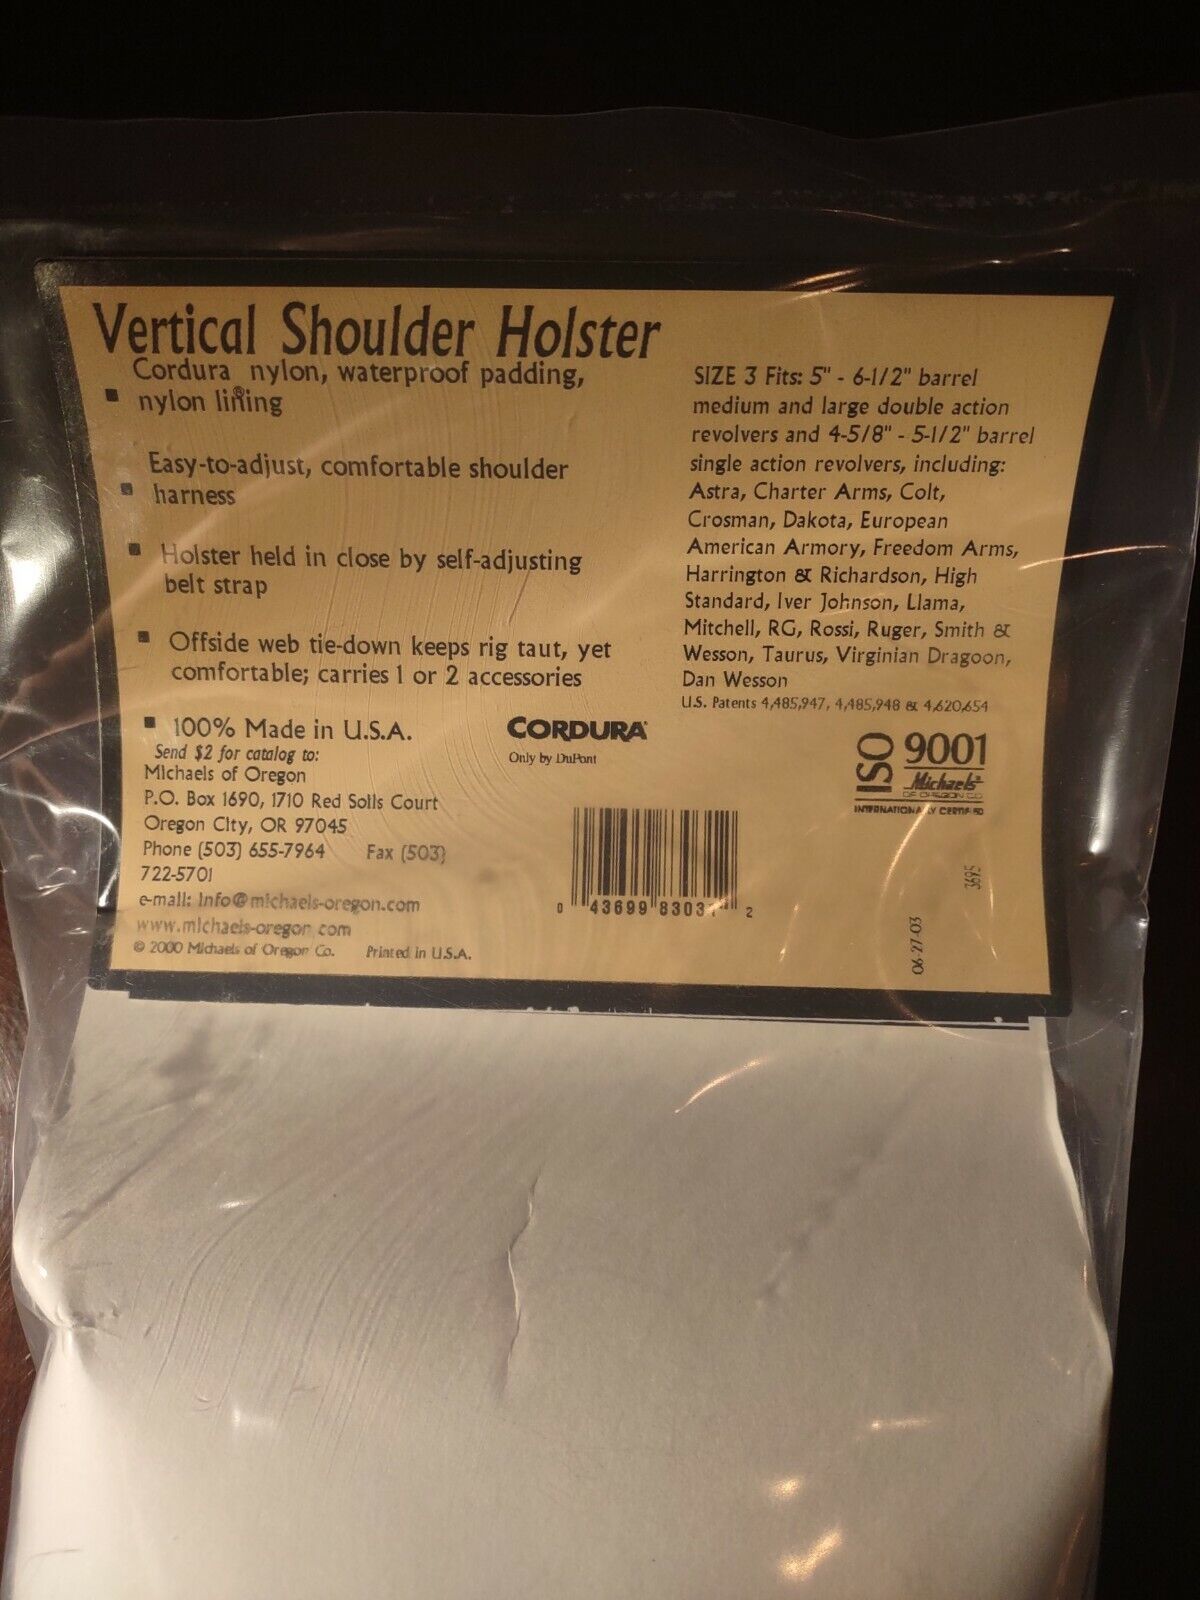 Vertical Shoulder Holster
Cordura® nylon, waterproof padding,
nylon lining
Easy-to-adjust, comfortable shoulder
harness
Holster held in close by self-adjusting
belt strap
Offside web tie-down keeps rig taut, yet
comfortable; carries 1 or 2 accessories
100% Made in U.S.A.
Send $2 for catalog to:
Michaels of Oregon
P.O. Box 1690, 1710 Red Soils Court
Oregon City, OR 97045
Phone (503) 655-7964 Fax (503)
722-5701
e-mail: Info@michaels-oregon.com
www.michaels-oregon.com
© 2000 Michaels of Oregon Co. Printed in U.S.A.
CORDURA®
Only by DuPont
0 43699 8303 2
SIZE 3 Fits: 5" - 6-1/2" barrel
medium and large double action
revolvers and 4-5/8" - 5-1/2" barrel
single action revolvers, including:
Astra, Charter Arms, Colt,
Crosman, Dakota, European
American Armory, Freedom Arms,
Harrington & Richardson, High
Standard, Iver Johnson, Llama,
Mitchell, RG, Rossi, Ruger, Smith &
Wesson, Taurus, Virginian Dragoon,
Dan Wesson
U.S. Patents 4,485,947, 4,485,948 & 4,620,654
ISO 9001
Michaels
OF OREGON CO
INTERNATIONALLY CERTIFIED
3695
06-27-03